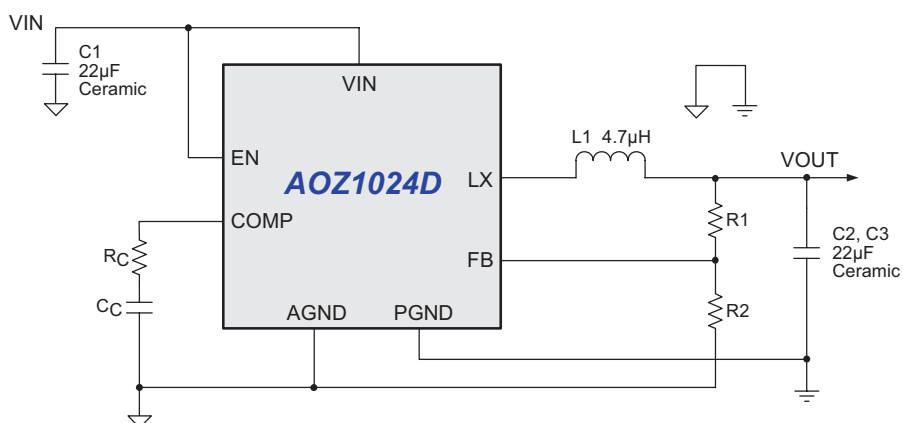 VIN
C1
22µF
Ceramic
VIN
L1 4.7µH
EN
AOZ1024D
LX
VOUT
COMP
R1
RC
FB
C2, C3
22µF
Ceramic
CC
AGND
PGND
R2